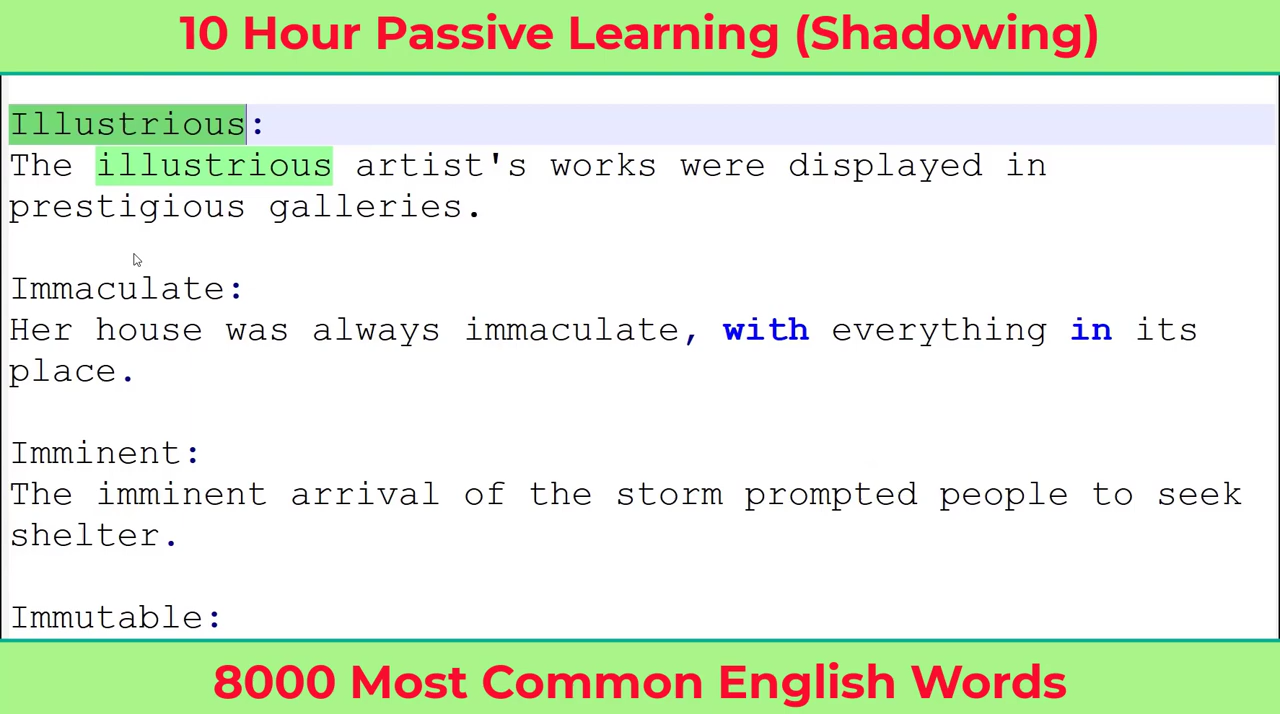 10 Hour Passive Learning (Shadowing)
Illustrious:
The illustrious artist's works were displayed in
prestigious galleries.
Immaculate:
Her house was always immaculate, with everything in its
place.
Imminent:
The imminent arrival of the storm prompted people to seek
shelter.
Immutable:
8000 Most Common English Words